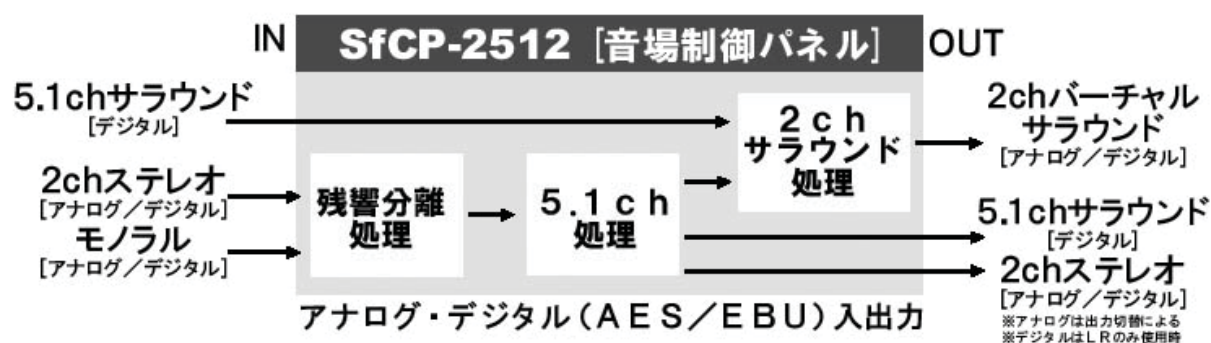 IN
SfCP-2512 [音場制御パネル]
OUT
5.1chサラウンド
[デジタル]
2chステレオ
[アナログ／デジタル]
モノラル
[アナログ／デジタル]
残響分離
処理
5.1ch
処理
2ch
サラウンド
処理
2chバーチャル
サラウンド
[アナログ／デジタル]
5.1chサラウンド
[デジタル]
2chステレオ
[アナログ／デジタル]
※アナログは出力切替による
※デジタルはLRのみ使用時
アナログ・デジタル（AES／EBU）入出力